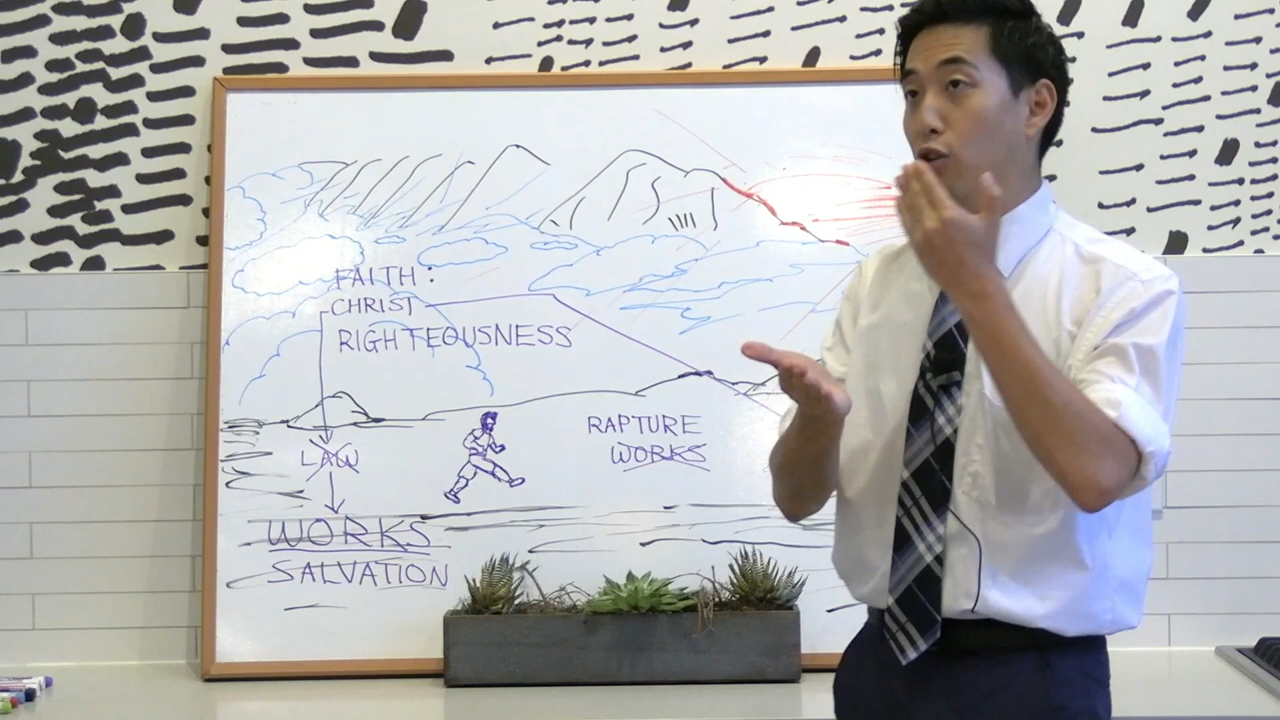 FAITH:
CHRIST
RIGHTEOUSNESS
LAW
WORKS
SALVATION
RAPTURE
WORKS